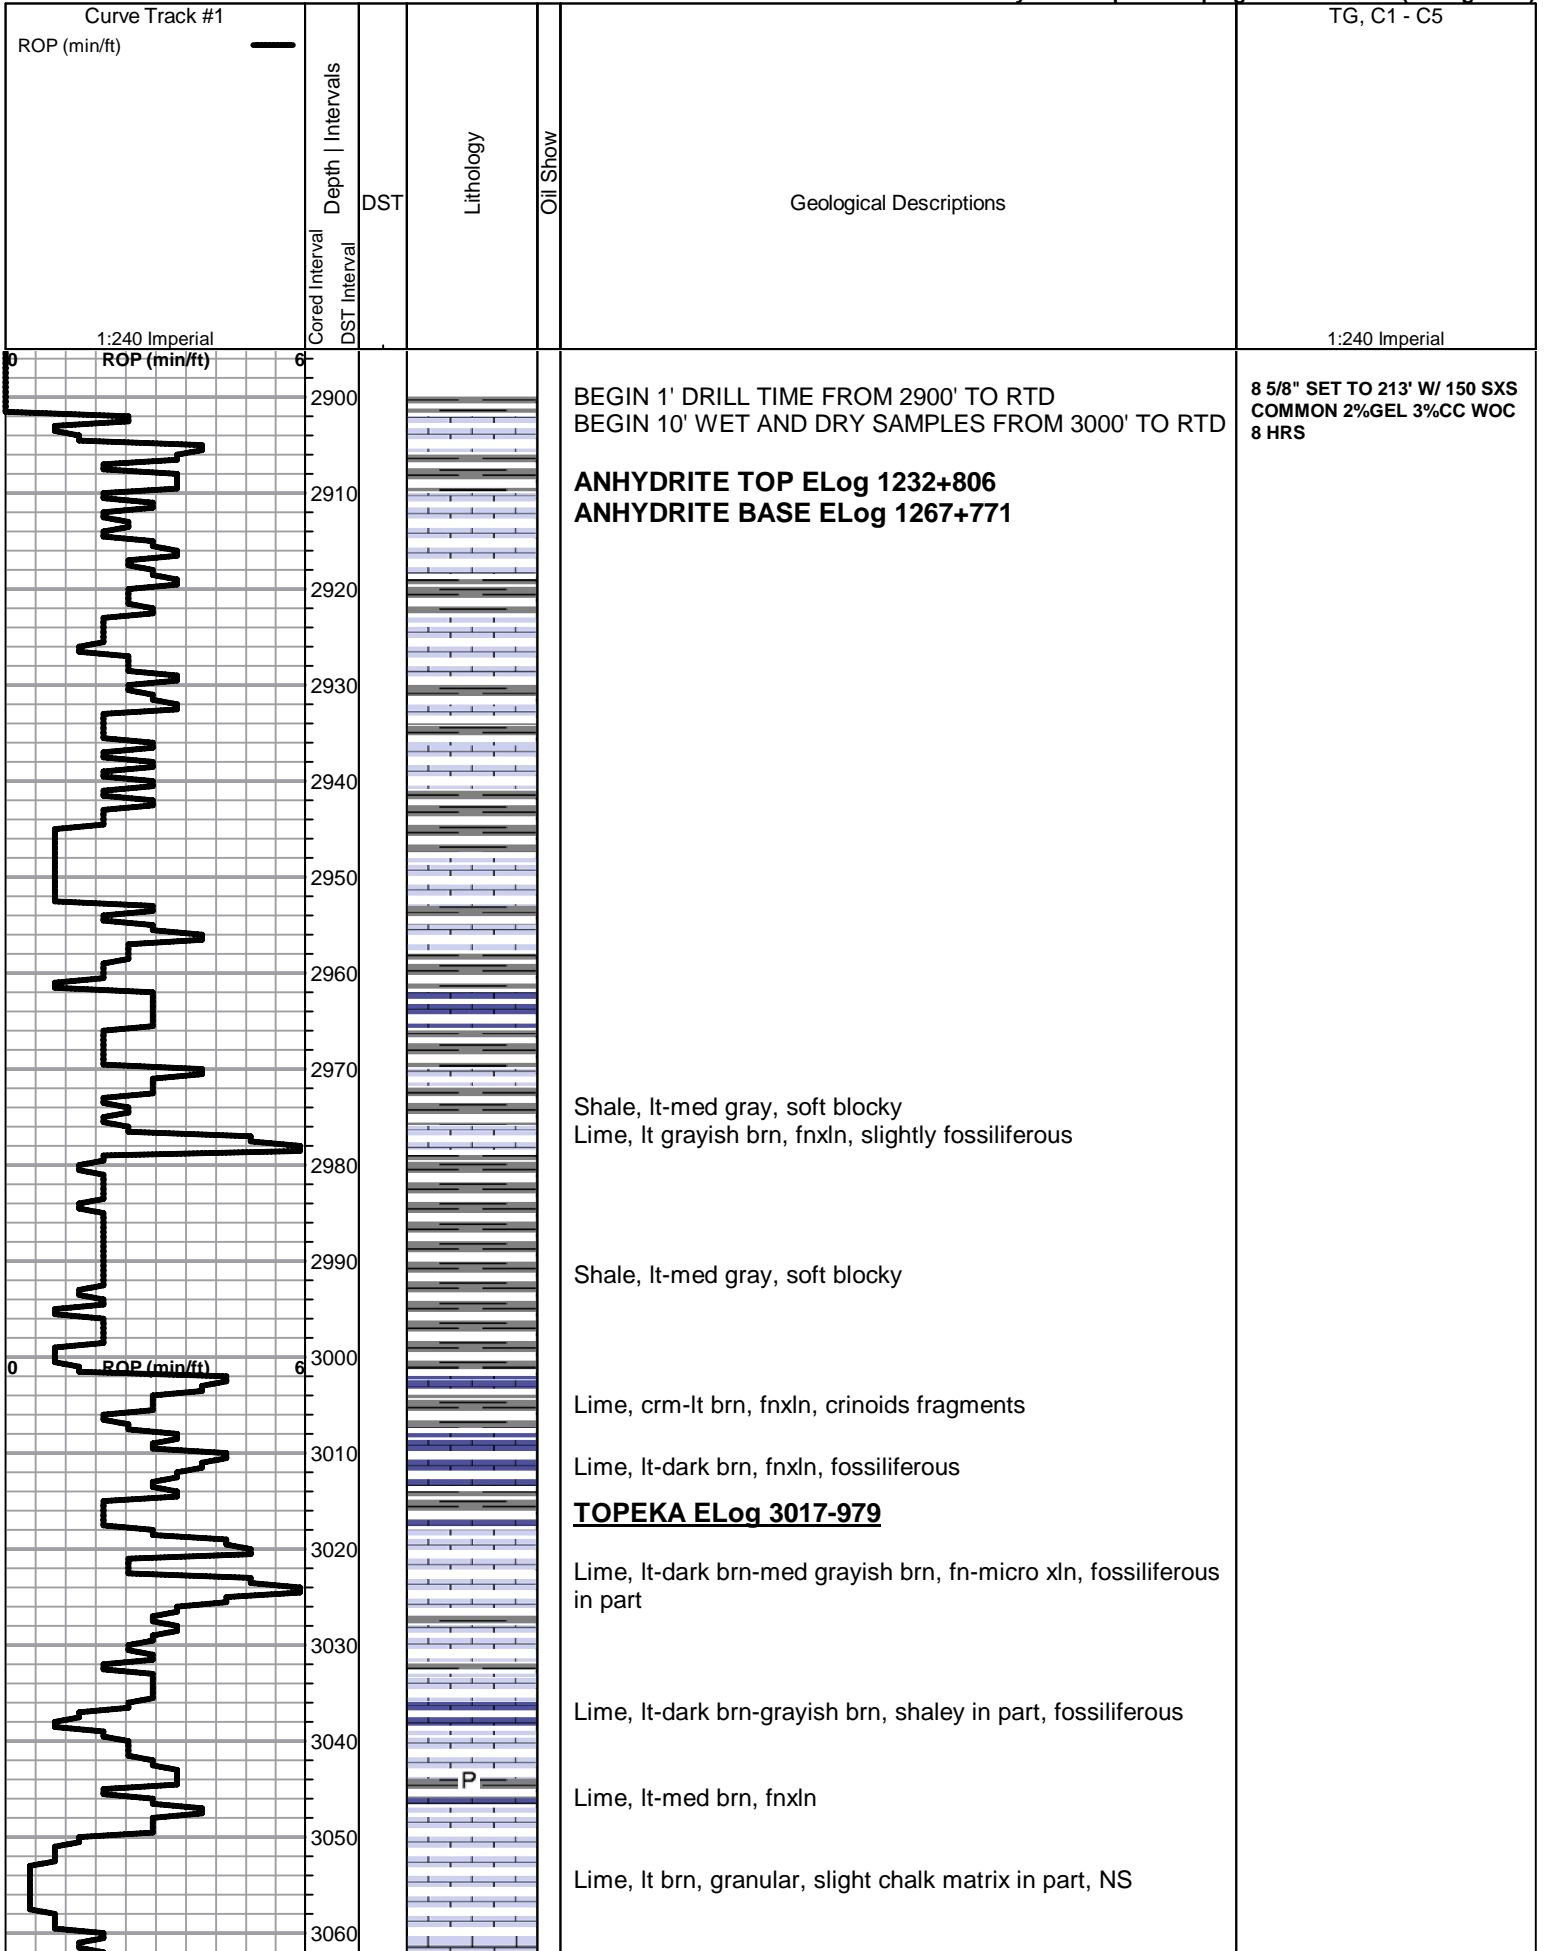 Curve Track #1
ROP (min/ft)
1:240 Imperial
Depth | Intervals
Cored Interval
DST Interval
DST
Lithology
Oil Show
Geological Descriptions
TG, C1 - C5
1:240 Imperial
0 ROP (min/ft) 6
2900
BEGIN 1' DRILL TIME FROM 2900' TO RTD
BEGIN 10' WET AND DRY SAMPLES FROM 3000' TO RTD
8 5/8" SET TO 213' W/ 150 SXS
COMMON 2%GEL 3%CC WOC
8 HRS
ANHYDRITE TOP ELog 1232+806
2910
ANHYDRITE BASE ELog 1267+771
2920
2930
2940
2950
2960
2970
Shale, lt-med gray, soft blocky
Lime, lt grayish brn, fnxln, slightly fossiliferous
2980
2990
Shale, lt-med gray, soft blocky
3000
0 ROP (min/ft) 6
Lime, crm-lt brn, fnxln, crinoids fragments
3010
Lime, lt-dark brn, fnxln, fossiliferous
TOPEKA ELog 3017-979
3020
Lime, lt-dark brn-med grayish brn, fn-micro xln, fossiliferous
in part
3030
Lime, lt-dark brn-grayish brn, shaley in part, fossiliferous
3040
P
Lime, lt-med brn, fnxln
3050
Lime, lt brn, granular, slight chalk matrix in part, NS
3060